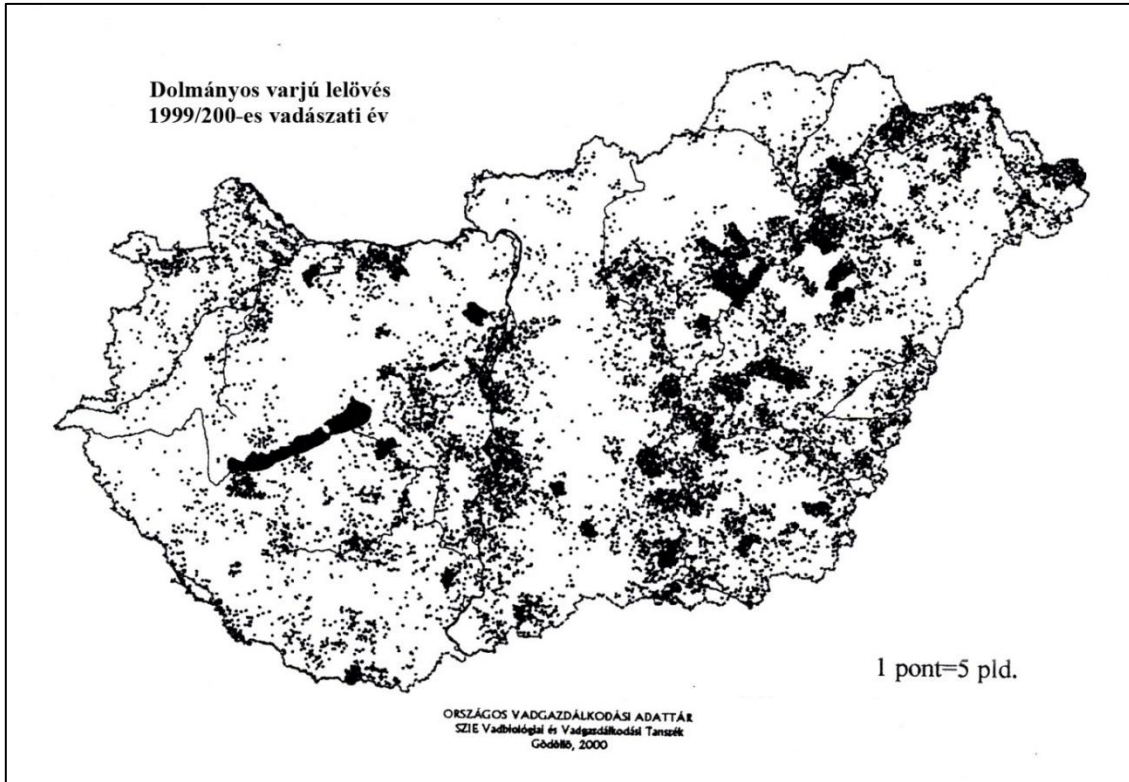 Dolmányos varjú lelövés
1999/200-es vadászati év
1 pont=5 pld.
ORSZÁGOS VADGAZDÁLKODÁSI ADATTÁR
SZIE Vadbiológiai és Vadgazdálkodási Tanszék
Gödöllő, 2000